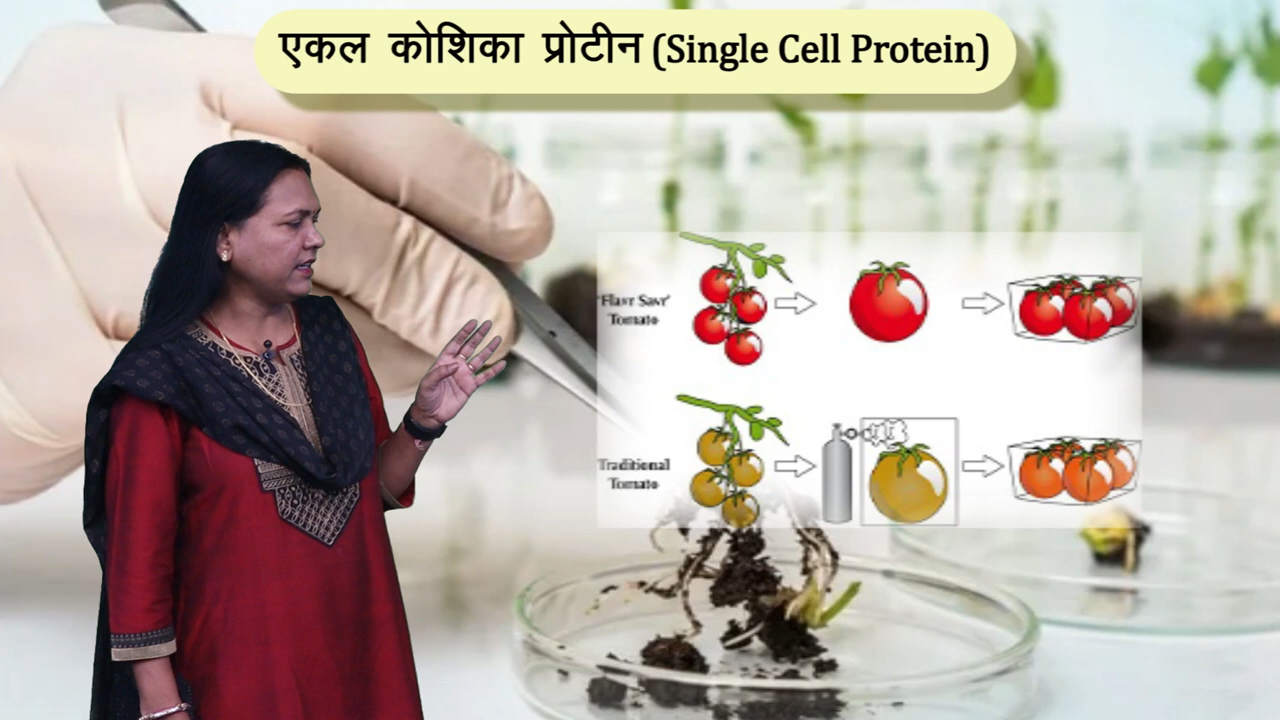 एकल कोशिका प्रोटीन (Single Cell Protein)
'Flavr Savr'
Tomato
Traditional
Tomato